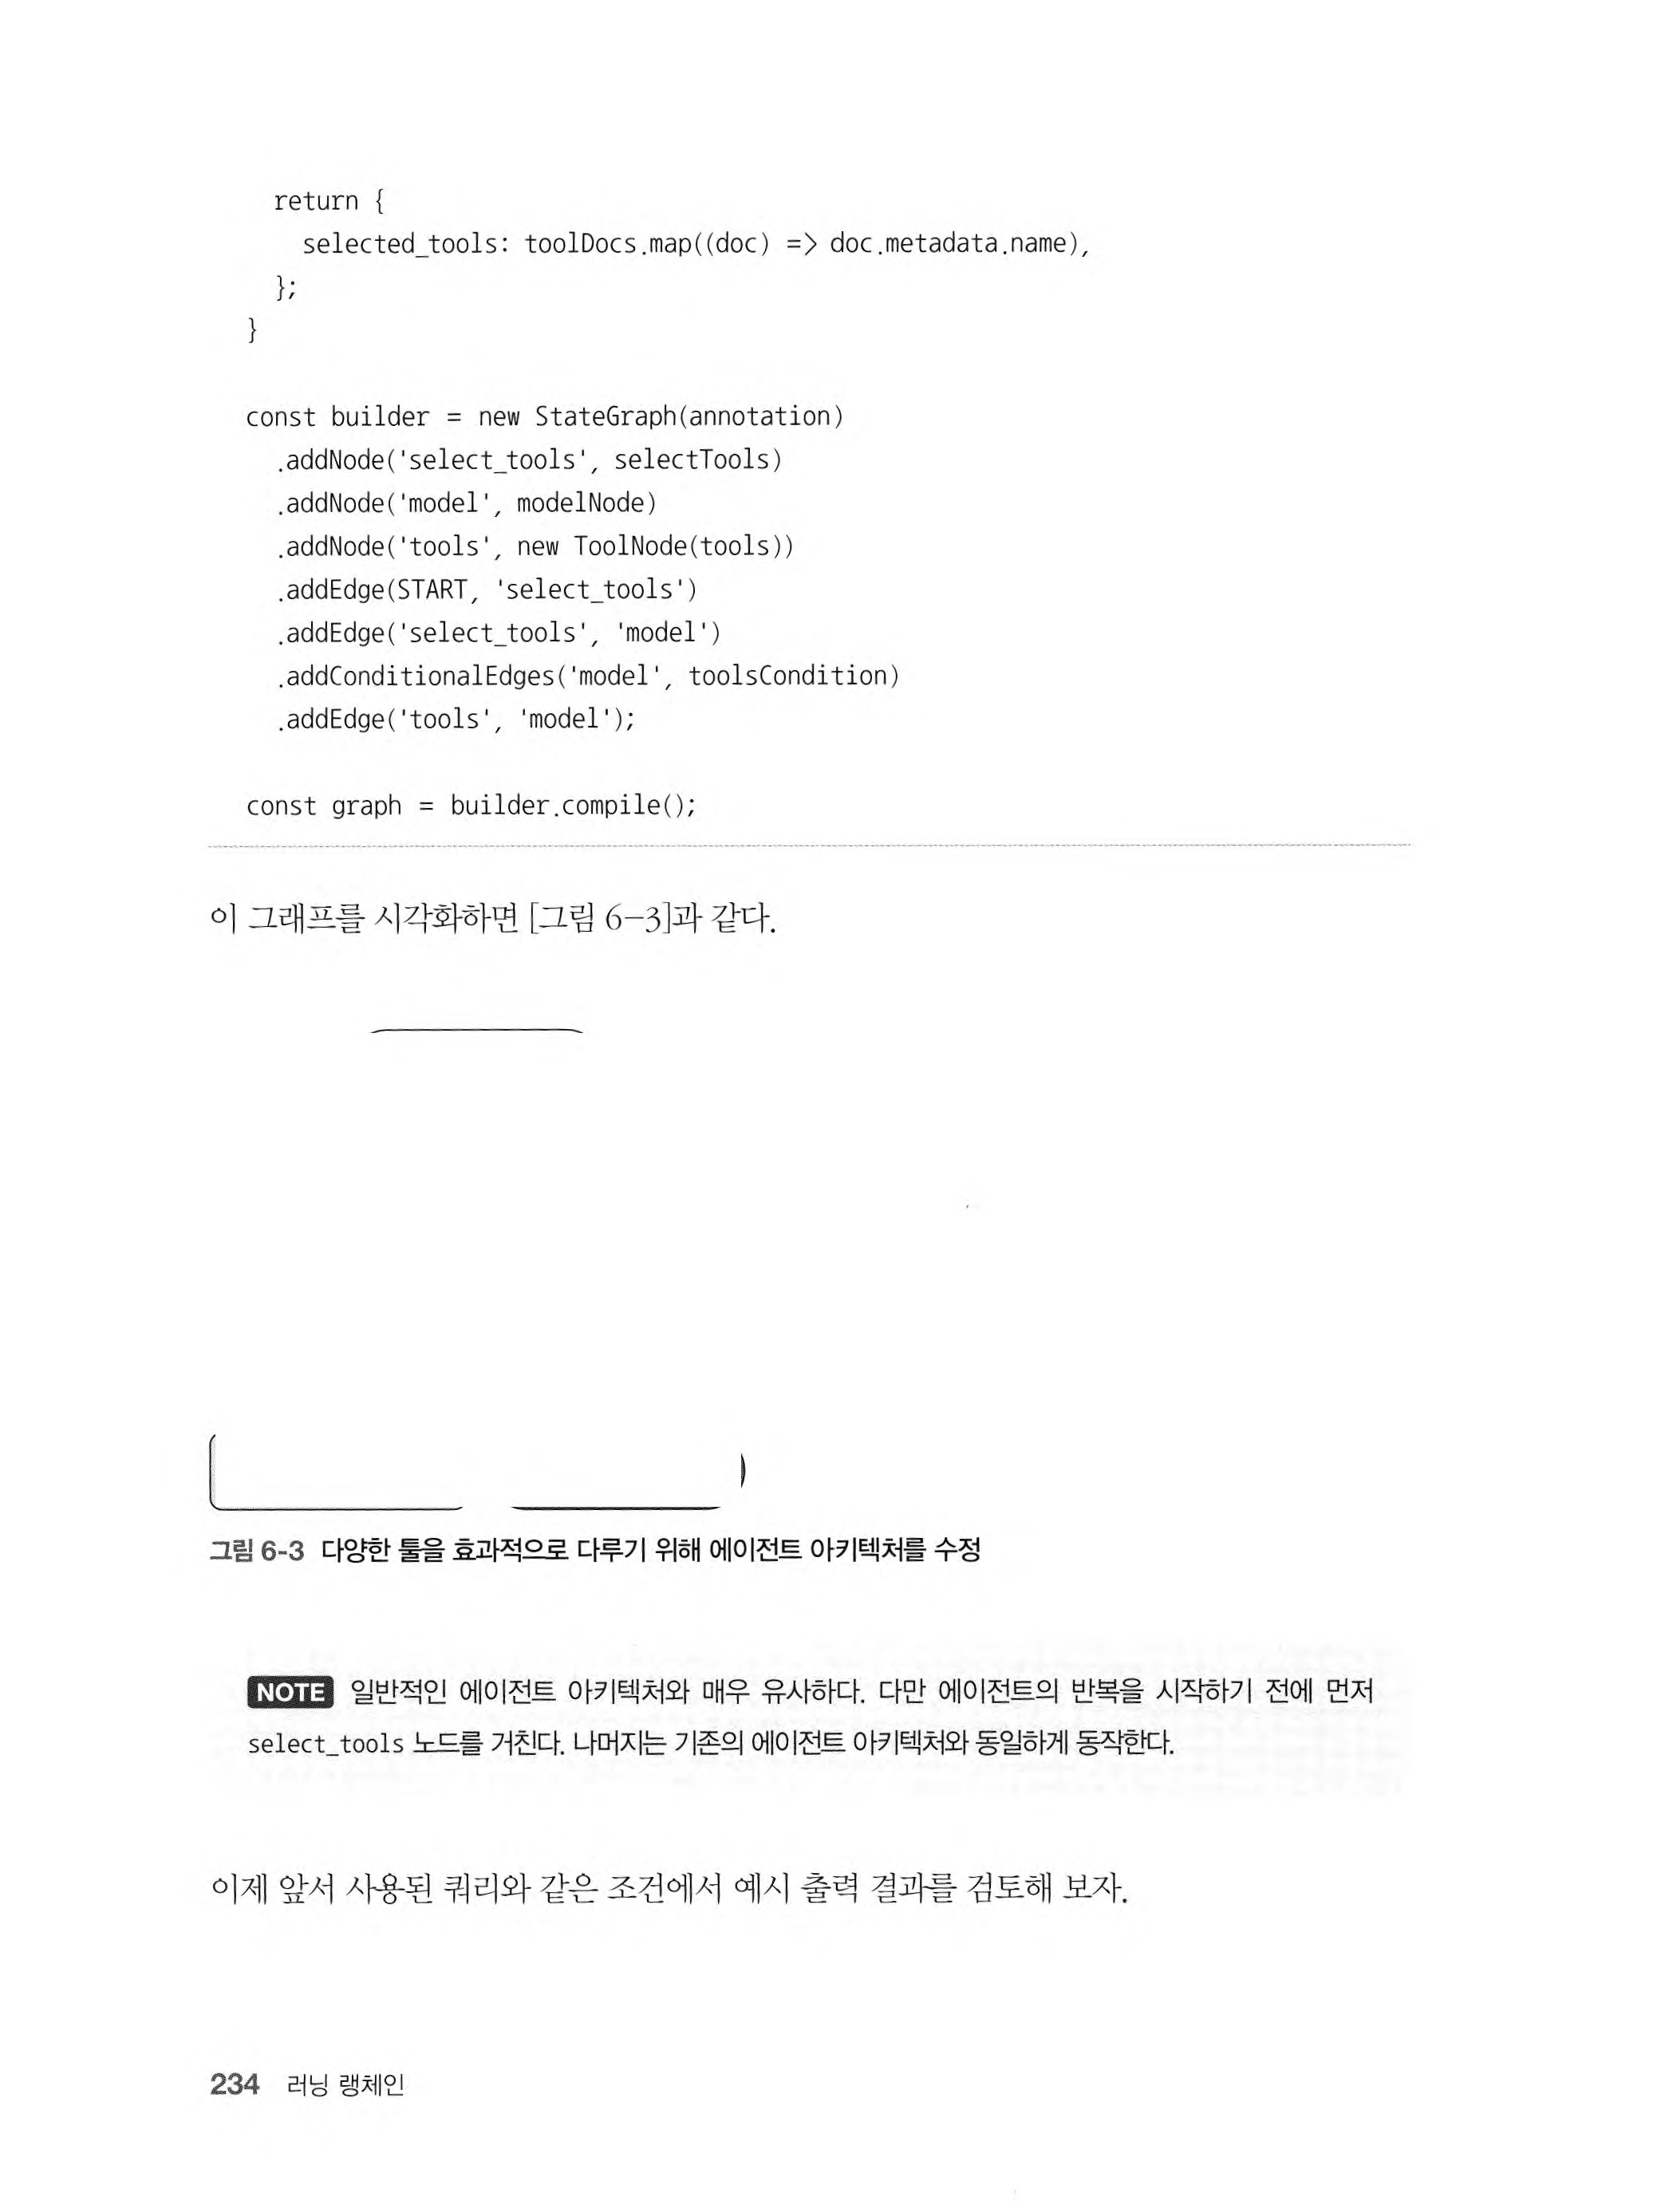 return {
selected_tools: toolDocs.map((doc) => doc.metadata.name),
};
}
const builder = new StateGraph(annotation)
.addNode('select_tools', selectTools)
.addNode('model', modelNode)
.addNode('tools', new ToolNode(tools))
.addEdge(START, 'select_tools')
.addEdge('select_tools', 'model')
.addConditionalEdges('model', toolsCondition)
.addEdge('tools', 'model');
const graph = builder.compile();
이 그래프를 시각화하면 [그림 6-3]과 같다.
그림 6-3 다양한 툴을 효과적으로 다루기 위해 에이전트 아키텍처를 수정
NOTE 일반적인 에이전트 아키텍처와 매우 유사하다. 다만 에이전트의 반복을 시작하기 전에 먼저
select_tools 노드를 거친다. 나머지는 기존의 에이전트 아키텍처와 동일하게 동작한다.
이제 앞서 사용된 쿼리와 같은 조건에서 예시 출력 결과를 검토해 보자.
234 러닝 랭체인